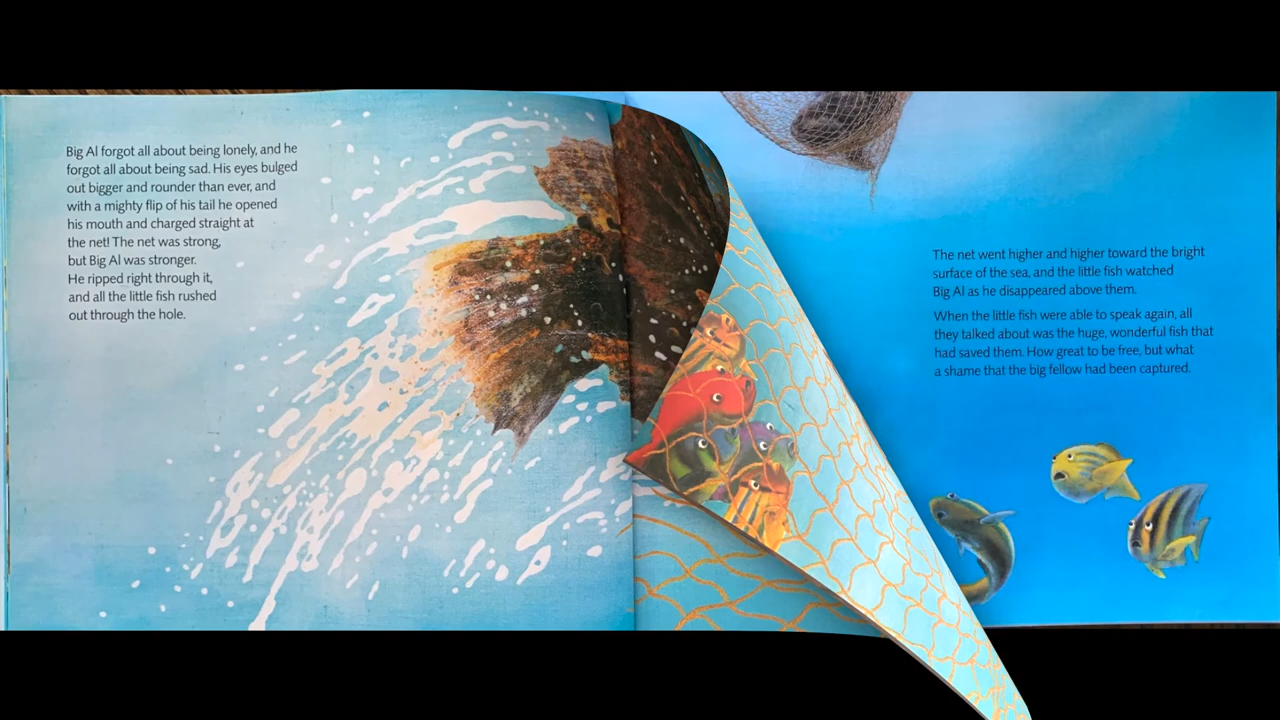 Big Al forgot all about being lonely, and he
forgot all about being sad. His eyes bulged
out bigger and rounder than ever, and
with a mighty flip of his tail he opened
his mouth and charged straight at
the net! The net was strong,
but Big Al was stronger.
He ripped right through it,
and all the little fish rushed
out through the hole.
The net went higher and higher toward the bright
surface of the sea, and the little fish watched
Big Al as he disappeared above them.
When the little fish were able to speak again, all
they talked about was the huge, wonderful fish that
had saved them. How great to be free, but what
a shame that the big fellow had been captured.